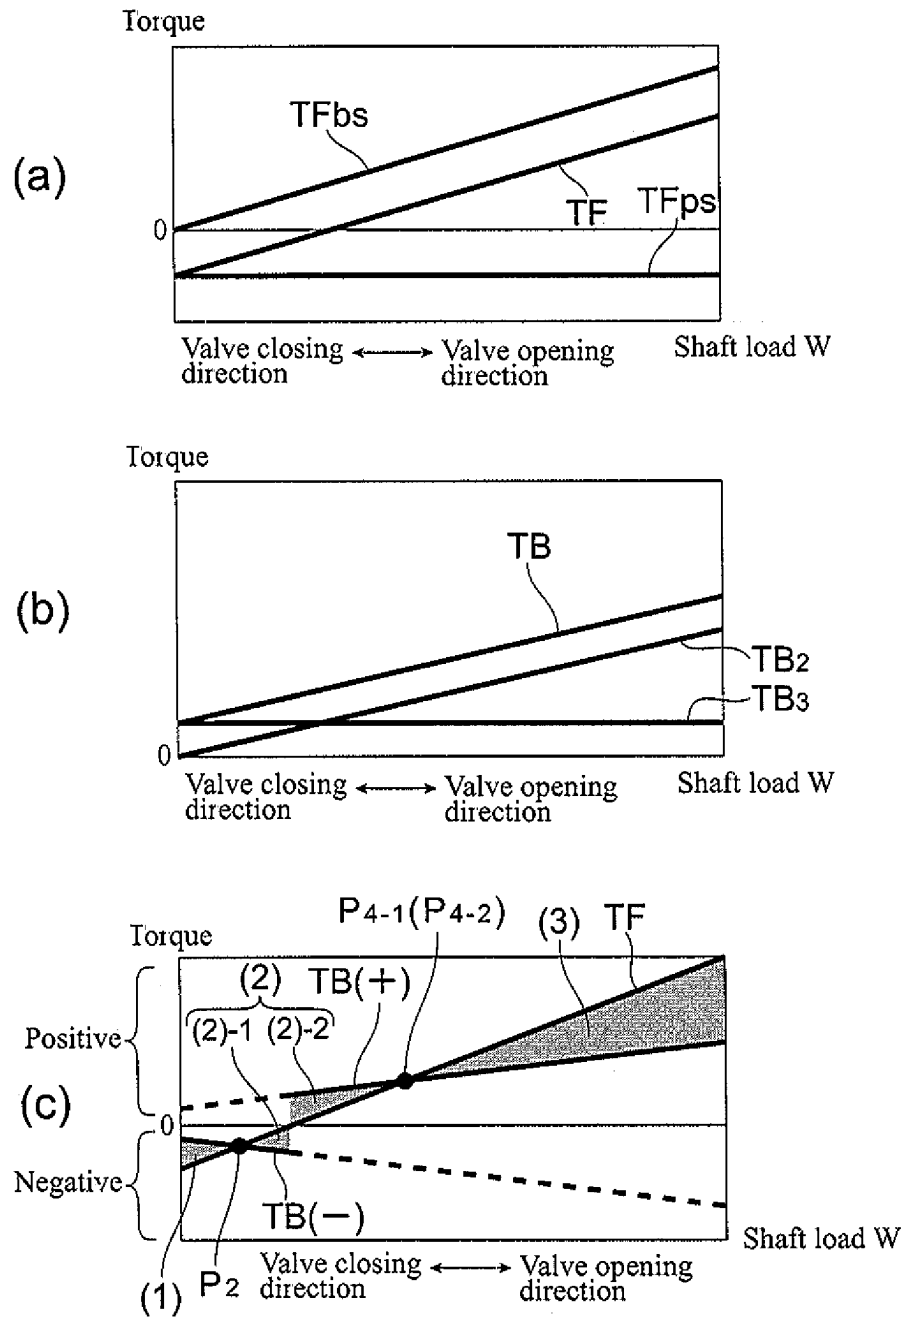 Torque
(a)
TFbs
TF
TFps
0
Valve closing
direction
Valve opening
direction
Shaft load W
Torque
(b)
TB
TB2
TB3
0
Valve closing
direction
Valve opening
direction
Shaft load W
P4-1(P4-2)
(3)
TF
Torque
(2)
TB(+)
(2)-1 (2)-2
Positive
(c)
0
Negative
TB(−)
Shaft load W
(1)
P2
Valve closing
direction
Valve opening
direction